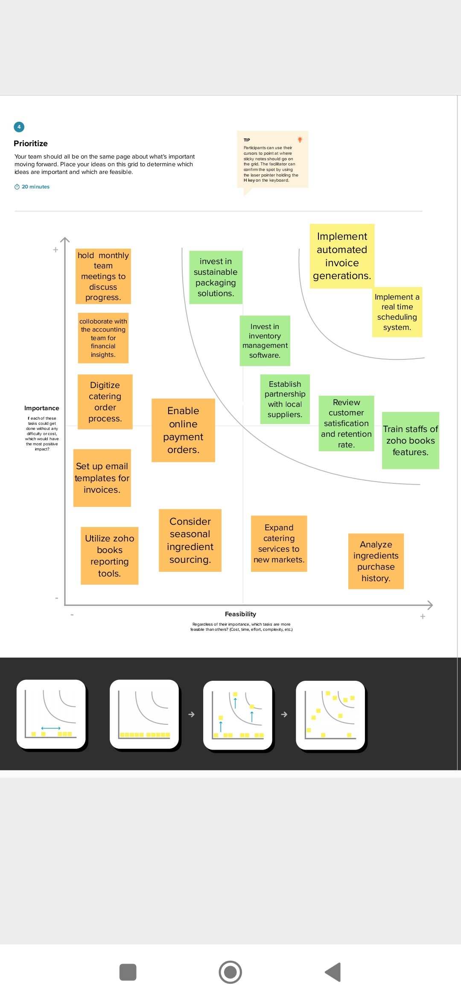 4
Prioritize
Your team should all be on the same page about what's important
moving forward. Place your ideas on this grid to determine which
ideas are important and which are feasible.
20 minutes
TIP
Participants can use their
cursors to point at where
sticky notes should go on
the grid. The facilitator can
confirm the spot by using
the laser pointer holding the
H key on the keyboard.
+
hold monthly
team
meetings to
discuss
progress.
invest in
sustainable
packaging
solutions.
Implement
automated
invoice
generations.
Implement a
real time
scheduling
system.
colloborate with
the accounting
team for
financial
insights.
Invest in
inventory
management
software.
Digitize
catering
order
process.
Establish
partnership
with local
suppliers.
Enable
online
payment
orders.
Review
customer
satisfication
and retention
rate.
Train staffs of
zoho books
features.
Importance
If each of these
tasks could get
done without any
difficulty or cost,
which would have
the most positive
impact?
Set up email
templates for
invoices.
Consider
seasonal
ingredient
sourcing.
Expand
catering
services to
new markets.
Utilize zoho
books
reporting
tools.
Analyze
ingredients
purchase
history.
-
-
Feasibility
+
Regardless of their importance, which tasks are more
feasible than others? (Cost, time, effort, complexity, etc.)